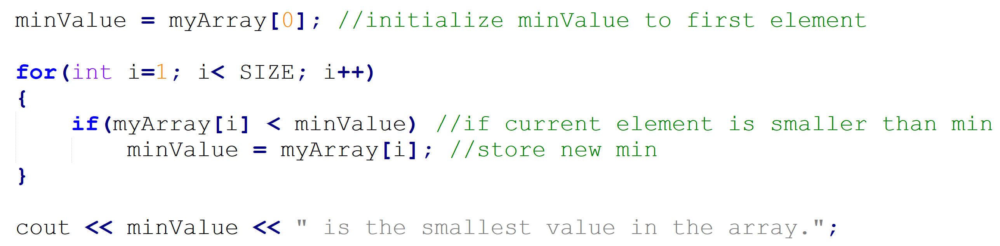 minValue = myArray[0]; //initialize minValue to first element
for(int i=1; i< SIZE; i++)
{
if(myArray[i] < minValue) //if current element is smaller than min
minValue = myArray[i]; //store new min
}
cout << minValue << " is the smallest value in the array.";